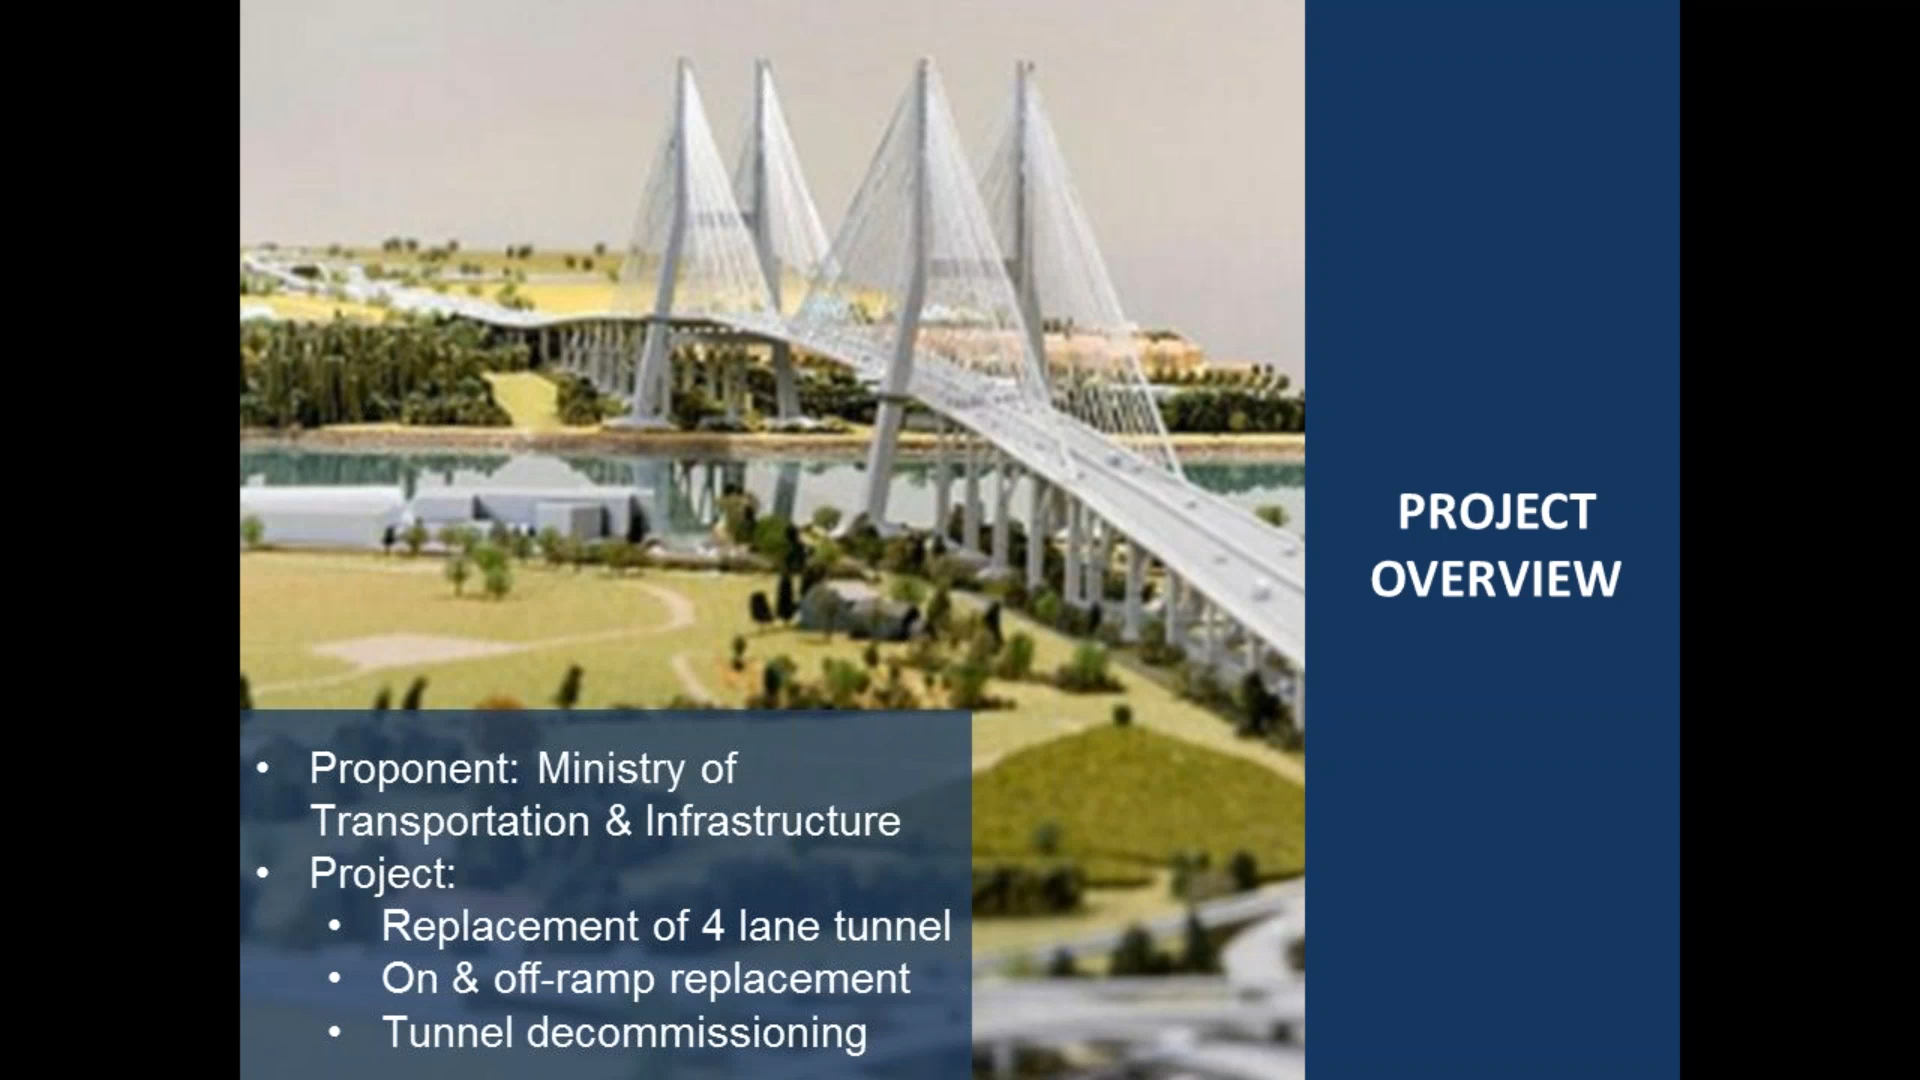 PROJECT
OVERVIEW
• Proponent: Ministry of
Transportation & Infrastructure
• Project:
• Replacement of 4 lane tunnel
• On & off-ramp replacement
• Tunnel decommissioning